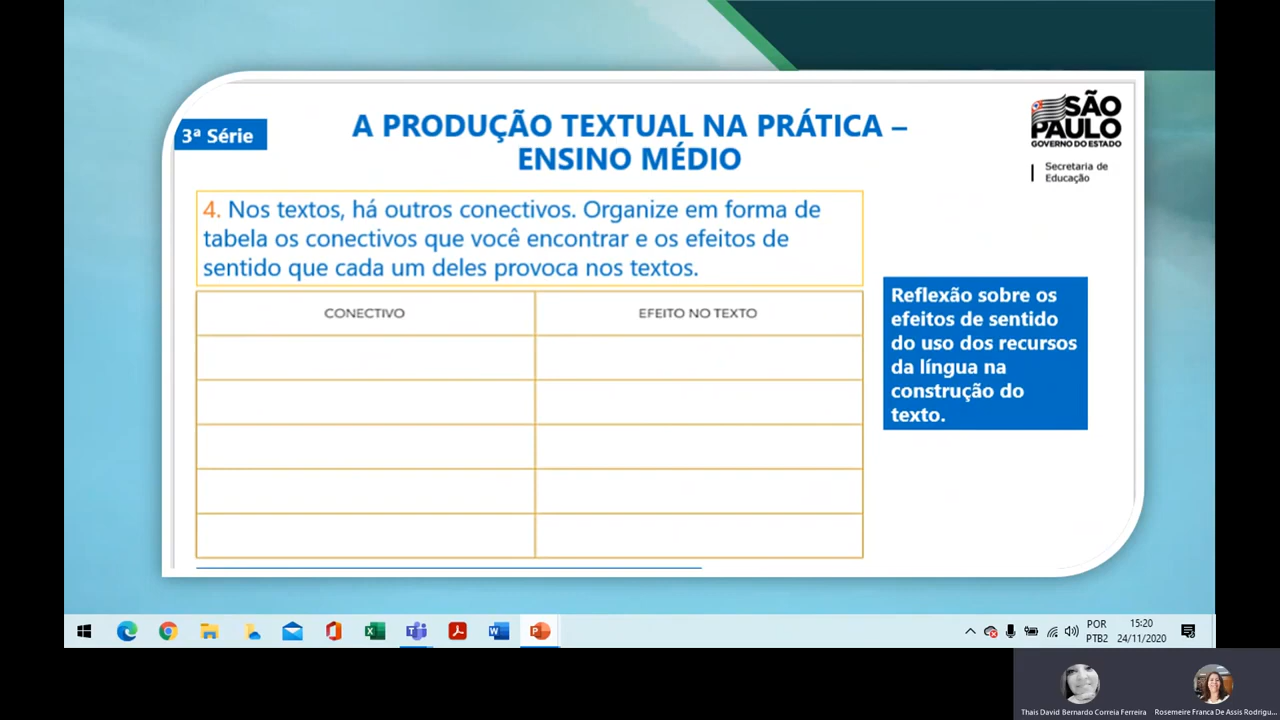 3ª Série
A PRODUÇÃO TEXTUAL NA PRÁTICA –
ENSINO MÉDIO
SÃO
PAULO
GOVERNO DO ESTADO
Secretaria de
Educação
4. Nos textos, há outros conectivos. Organize em forma de
tabela os conectivos que você encontrar e os efeitos de
sentido que cada um deles provoca nos textos.
CONECTIVO
EFEITO NO TEXTO
Reflexão sobre os
efeitos de sentido
do uso dos recursos
da língua na
construção do
texto.
POR
PTB2
15:20
24/11/2020
Thais David Bernardo Correia Ferreira
Rosemeire Franca De Assis Rodrigu...